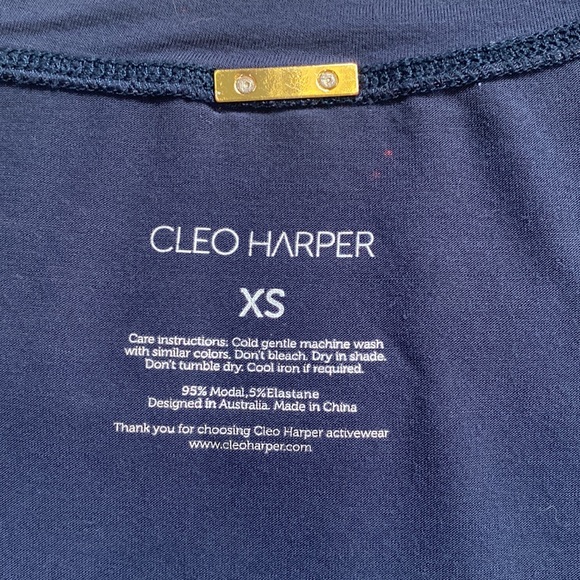 CLEO HARPER
XS
Care instructions: Cold gentle machine wash
with similar colors. Don't bleach. Dry in shade.
Don't tumble dry. Cool iron if required.
95% Modal,5%Elastane
Designed in Australia. Made in China
Thank you for choosing Cleo Harper activewear
www.cleoharper.com